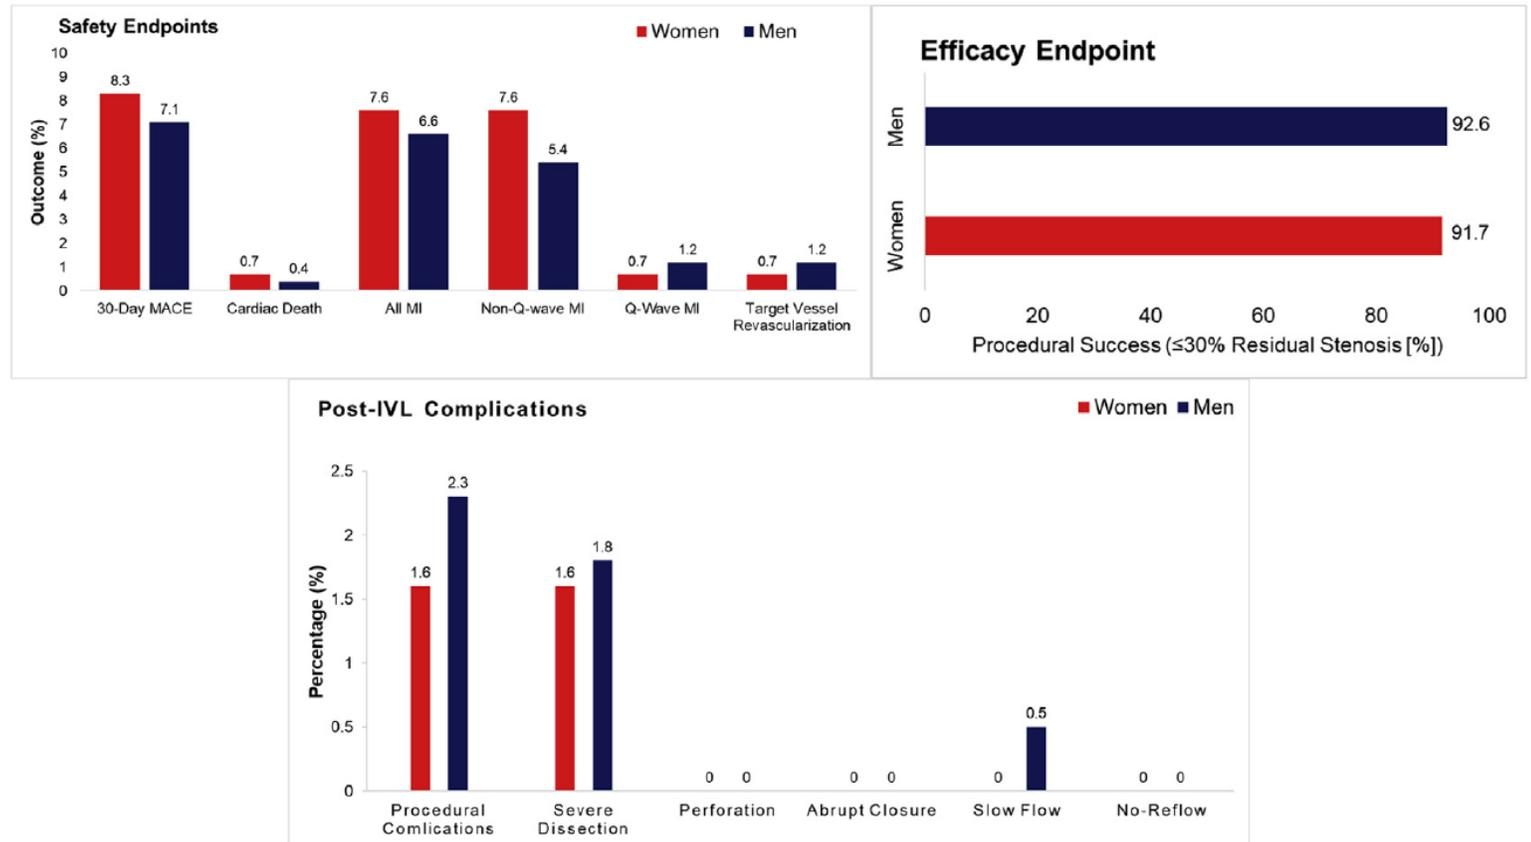 Safety Endpoints
Women Men
10
9
8
7
6
5
4
3
2
1
0
Outcome (%)
8.3
7.1
0.7
0.4
7.6
6.6
7.6
5.4
0.7
1.2
0.7
1.2
30-Day MACE
Cardiac Death
All MI
Non-Q-wave MI
Q-Wave MI
Target Vessel
Revascularization
Efficacy Endpoint
Men
92.6
Women
91.7
0 20 40 60 80 100
Procedural Success (≤30% Residual Stenosis [%])
Post-IVL Complications
Women Men
2.5
2
1.5
1
0.5
0
Percentage (%)
1.6
2.3
1.6
1.8
0 0
0 0
0
0.5
0 0
Procedural
Comlications
Severe
Dissection
Perforation
Abrupt Closure
Slow Flow
No-Reflow